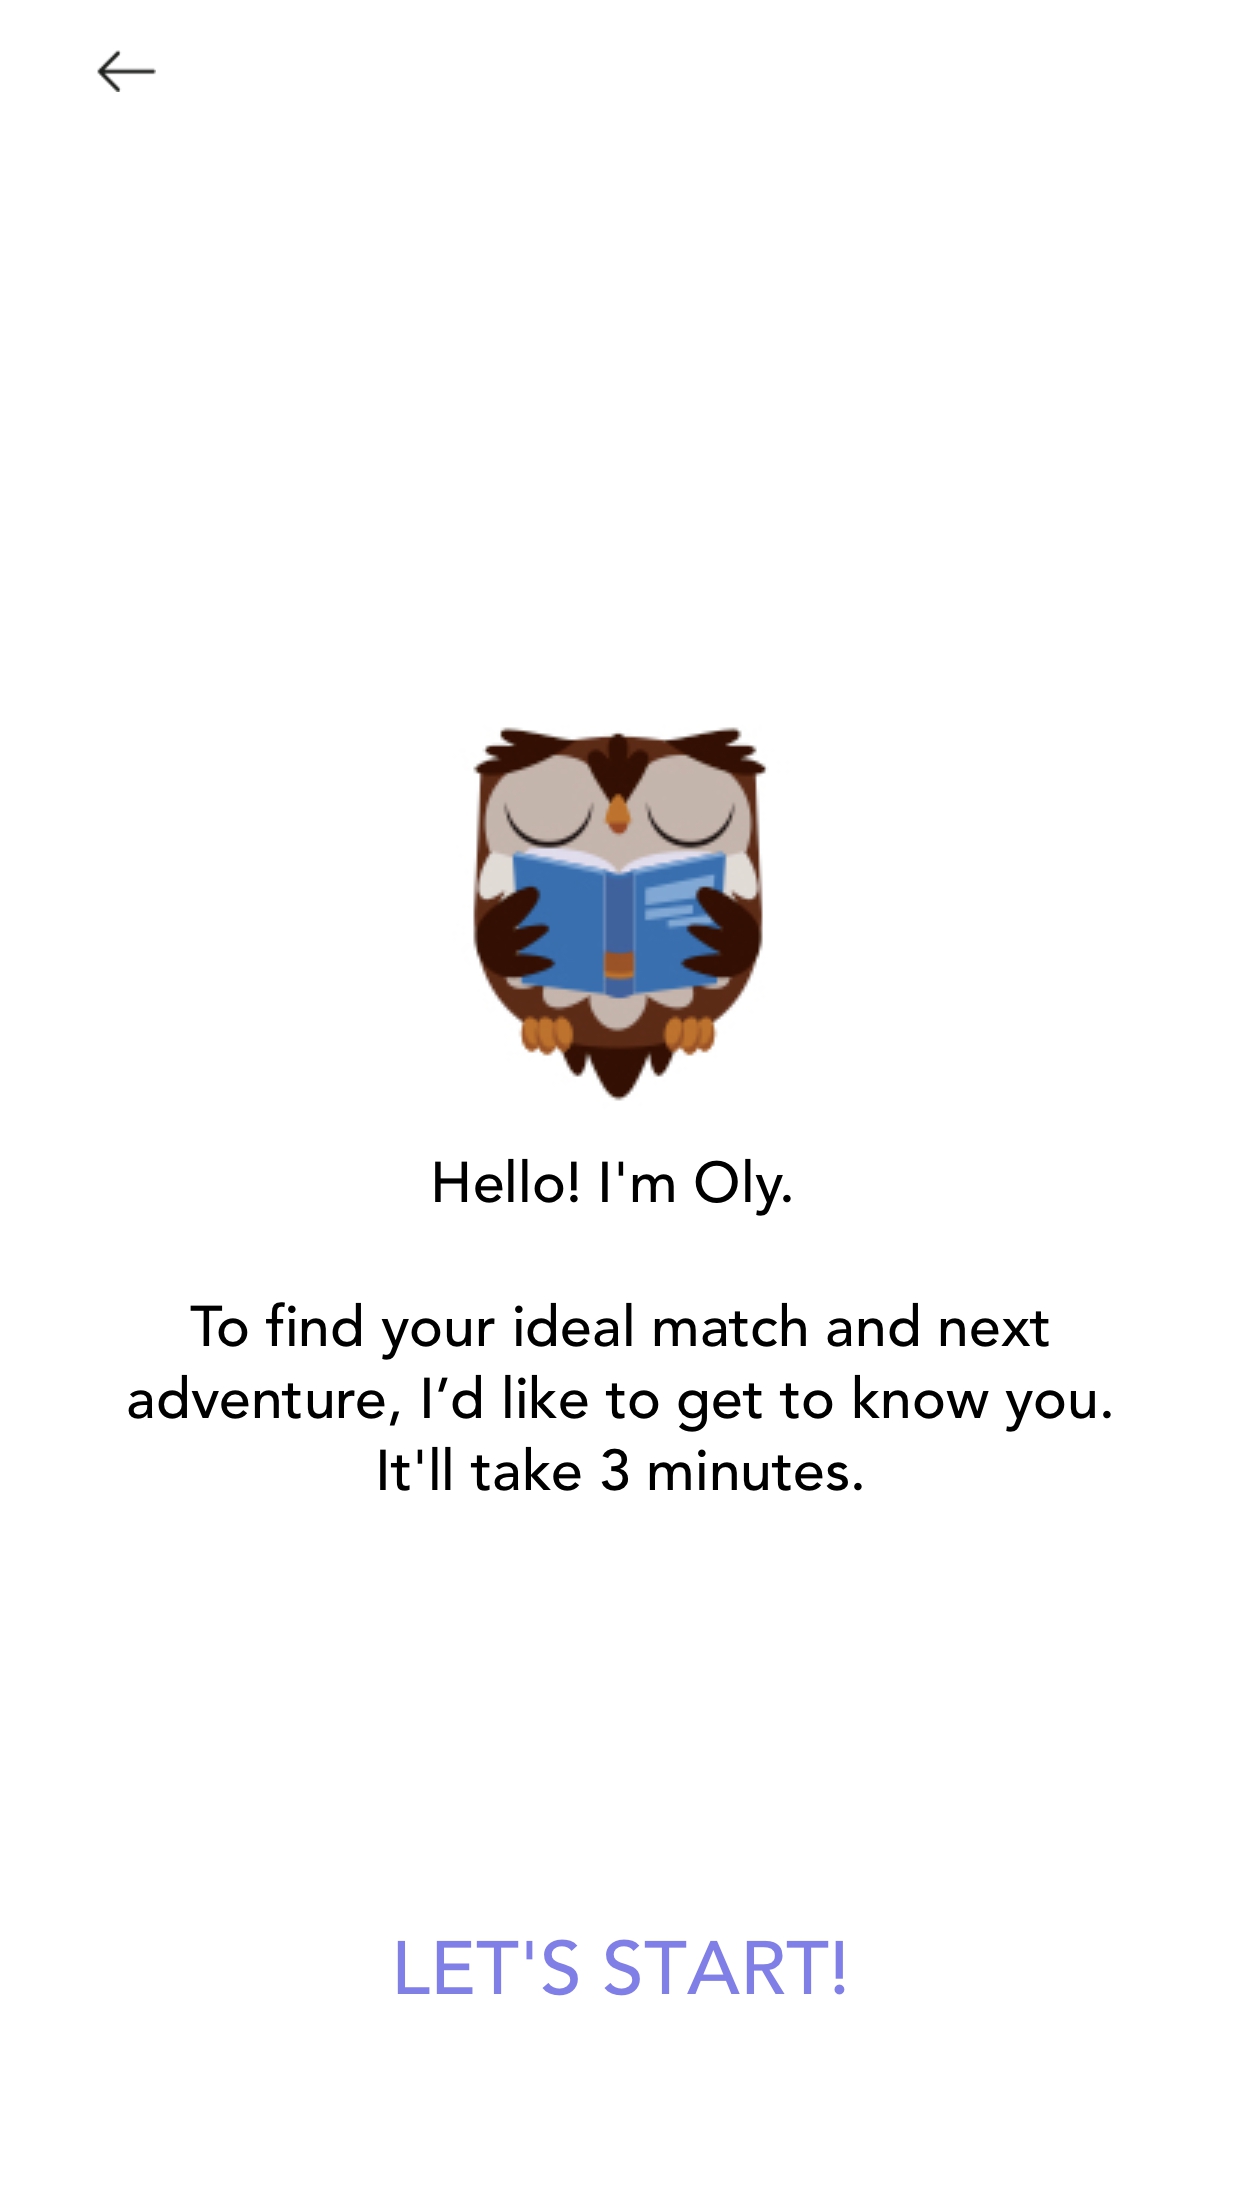 Hello! I'm Oly.
To find your ideal match and next
adventure, I’d like to get to know you.
It'll take 3 minutes.
LET'S START!